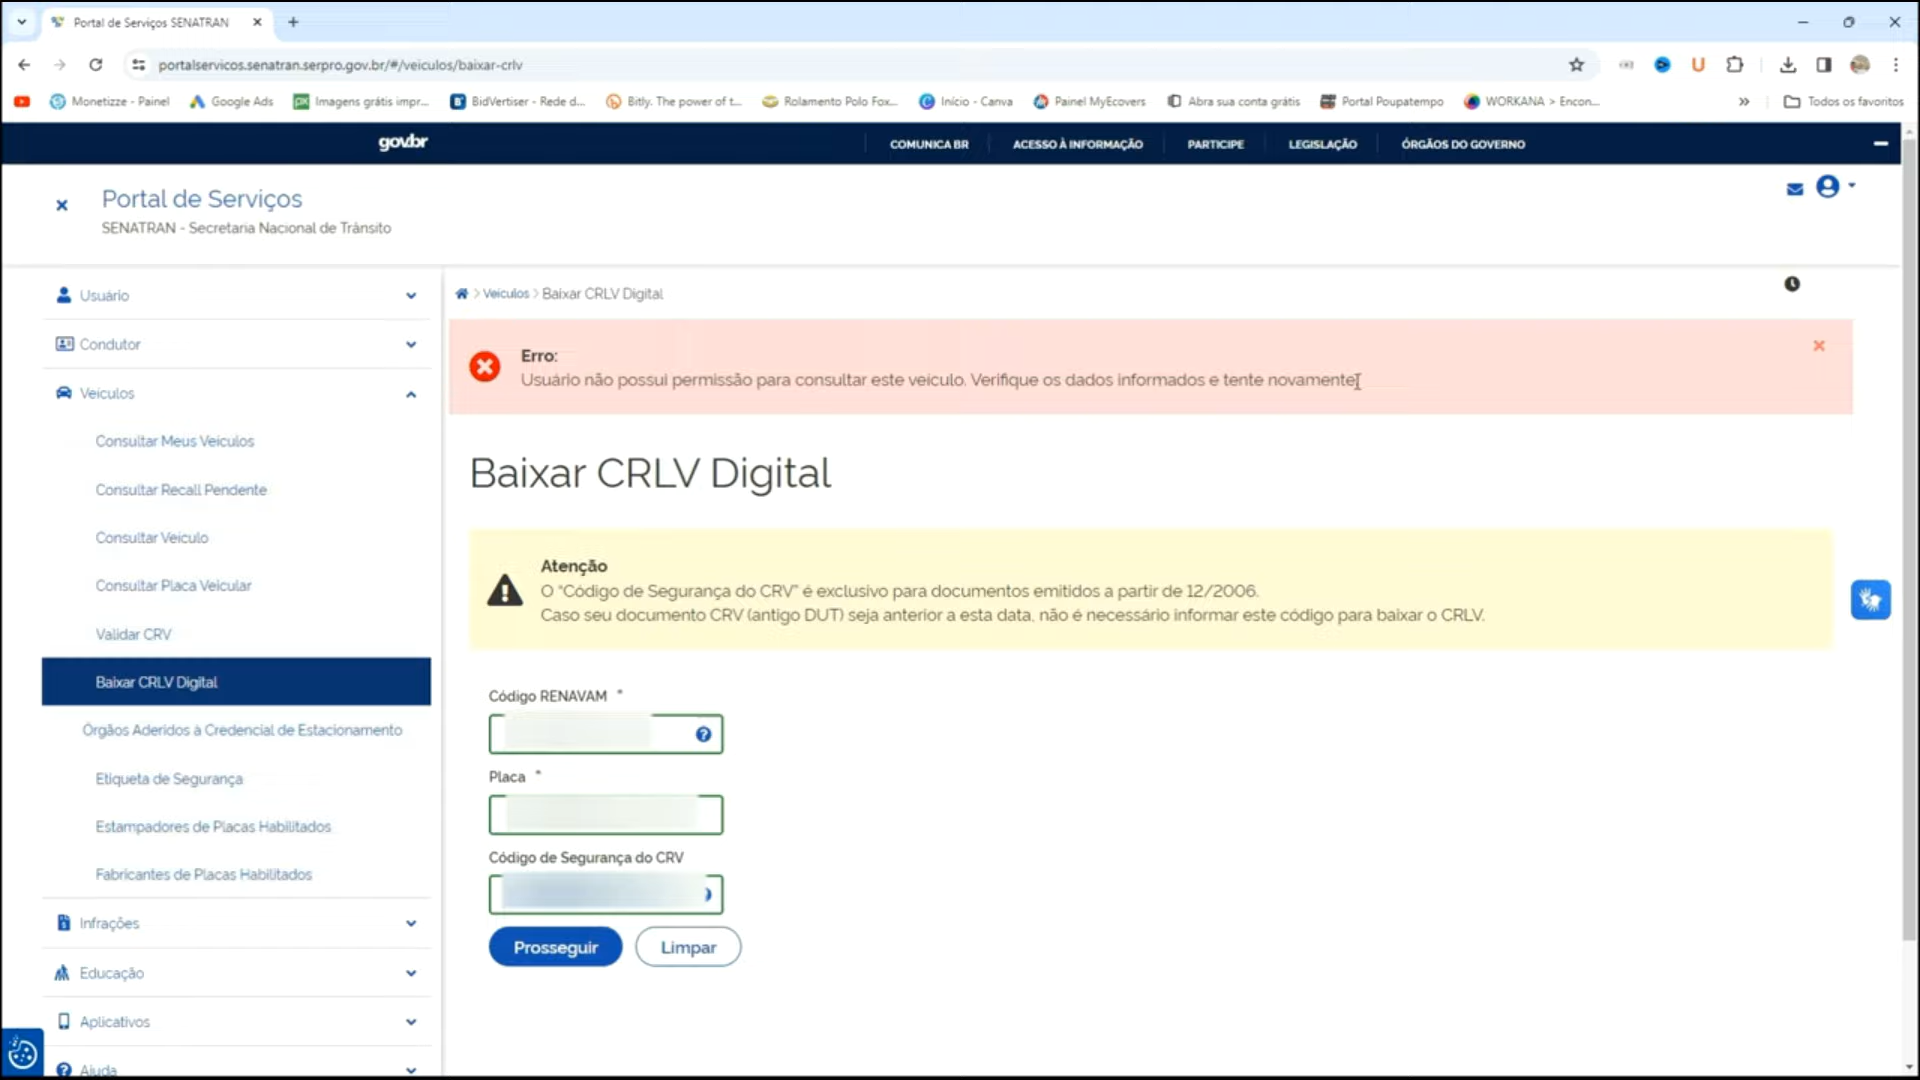 Portal de Serviços SENATRAN
portalservicos.senatran.serpro.gov.br/#/veiculos/baixar-crlv
Monetizze - Painel
Google Ads
Imagens grátis impr...
BidVertiser - Rede d...
Bitly. The power of t...
Rolamento Polo Fox...
Início - Canva
Painel MyEcovers
Abra sua conta grátis
Portal Poupatempo
WORKANA > Encon...
Todos os favoritos
gov.br
COMUNICA BR
ACESSO À INFORMAÇÃO
PARTICIPE
LEGISLAÇÃO
ÓRGÃOS DO GOVERNO
Portal de Serviços
SENATRAN - Secretaria Nacional de Trânsito
Usuário
Condutor
Veículos
Consultar Meus Veículos
Consultar Recall Pendente
Consultar Veículo
Consultar Placa Veicular
Validar CRV
Baixar CRLV Digital
Órgãos Aderidos à Credencial de Estacionamento
Etiqueta de Segurança
Estampadores de Placas Habilitados
Fabricantes de Placas Habilitados
Infrações
Educação
Aplicativos
Ajuda
Veículos > Baixar CRLV Digital
Erro:
Usuário não possui permissão para consultar este veículo. Verifique os dados informados e tente novamente.
Baixar CRLV Digital
Atenção
O "Código de Segurança do CRV" é exclusivo para documentos emitidos a partir de 12/2006.
Caso seu documento CRV (antigo DUT) seja anterior a esta data, não é necessário informar este código para baixar o CRLV.
Código RENAVAM *
Placa *
Código de Segurança do CRV
Prosseguir
Limpar